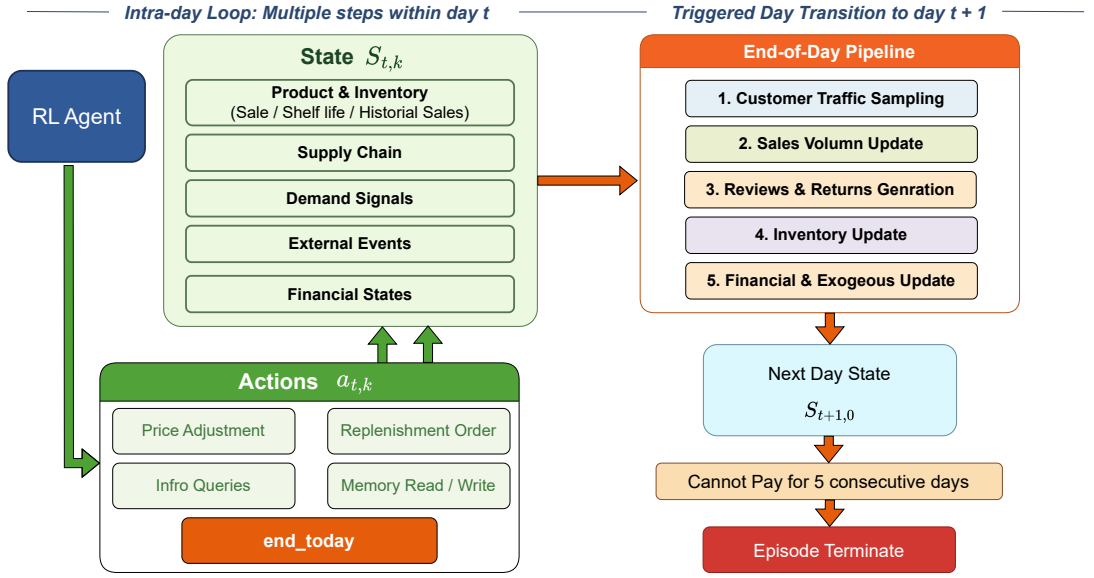 Intra-day Loop: Multiple steps within day t
Triggered Day Transition to day t + 1
RL Agent
State S_{t,k}
Product & Inventory
(Sale / Shelf life / Historial Sales)
Supply Chain
Demand Signals
External Events
Financial States
Actions a_{t,k}
Price Adjustment
Replenishment Order
Infro Queries
Memory Read / Write
end_today
End-of-Day Pipeline
1. Customer Traffic Sampling
2. Sales Volumn Update
3. Reviews & Returns Genration
4. Inventory Update
5. Financial & Exogeous Update
Next Day State
S_{t+1,0}
Cannot Pay for 5 consecutive days
Episode Terminate